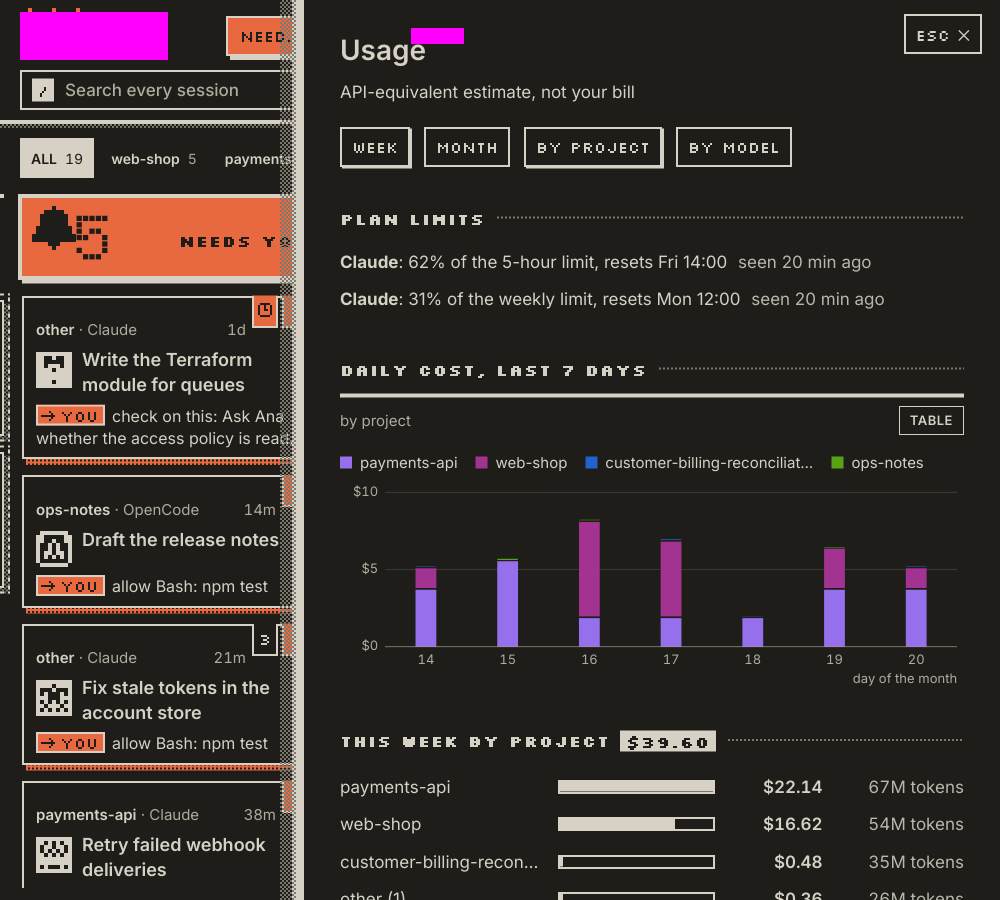 NEED
/ Search every session
ALL 19 web-shop 5 payments
5 NEEDS YO
other · Claude 1d
Write the Terraform
module for queues
→ YOU check on this: Ask Ana
whether the access policy is read
ops-notes · OpenCode 14m
Draft the release notes
→ YOU allow Bash: npm test
3
other · Claude 21m
Fix stale tokens in the
account store
→ YOU allow Bash: npm test
payments-api · Claude 38m
Retry failed webhook
deliveries
ESC ×
Usage
API-equivalent estimate, not your bill
WEEK MONTH BY PROJECT BY MODEL
PLAN LIMITS
Claude: 62% of the 5-hour limit, resets Fri 14:00 seen 20 min ago
Claude: 31% of the weekly limit, resets Mon 12:00 seen 20 min ago
DAILY COST, LAST 7 DAYS
by project TABLE
payments-api web-shop customer-billing-reconciliat... ops-notes
$10
$5
$0
14 15 16 17 18 19 20
day of the month
THIS WEEK BY PROJECT $39.60
payments-api $22.14 67M tokens
web-shop $16.62 54M tokens
customer-billing-recon... $0.48 35M tokens
other (1) $0.36 26M tokens